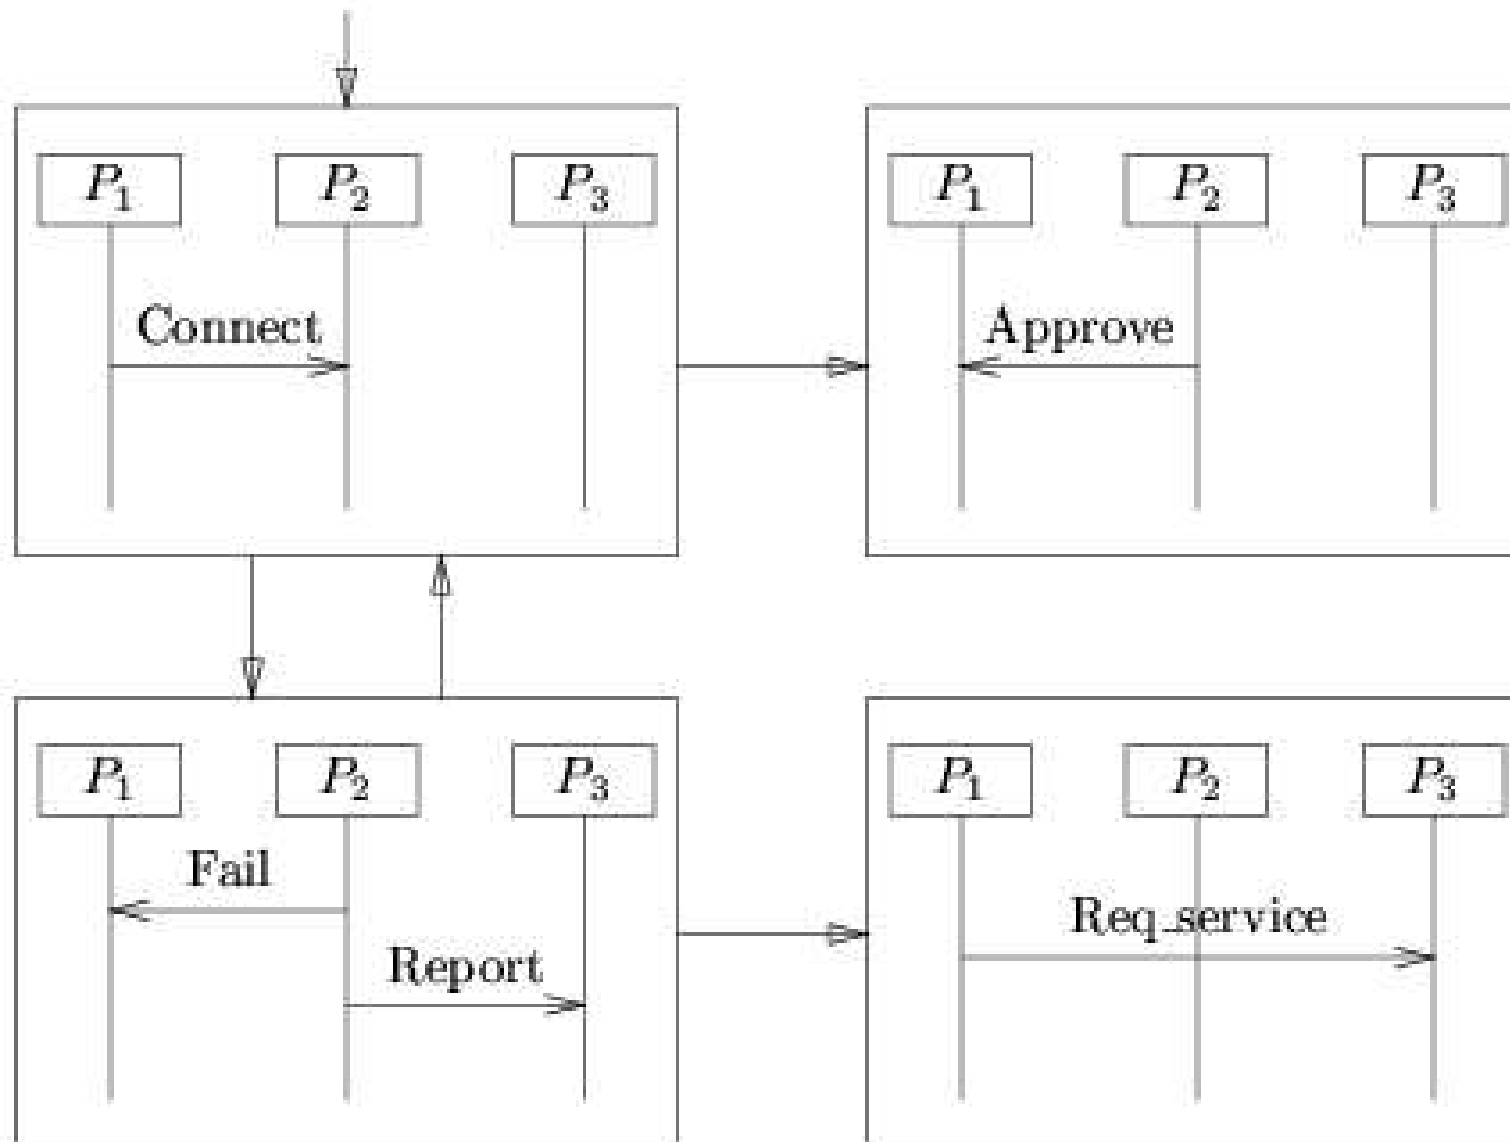 P1 P2 P3
Connect
P1 P2 P3
Approve
P1 P2 P3
Fail
Report
P1 P2 P3
Req_service